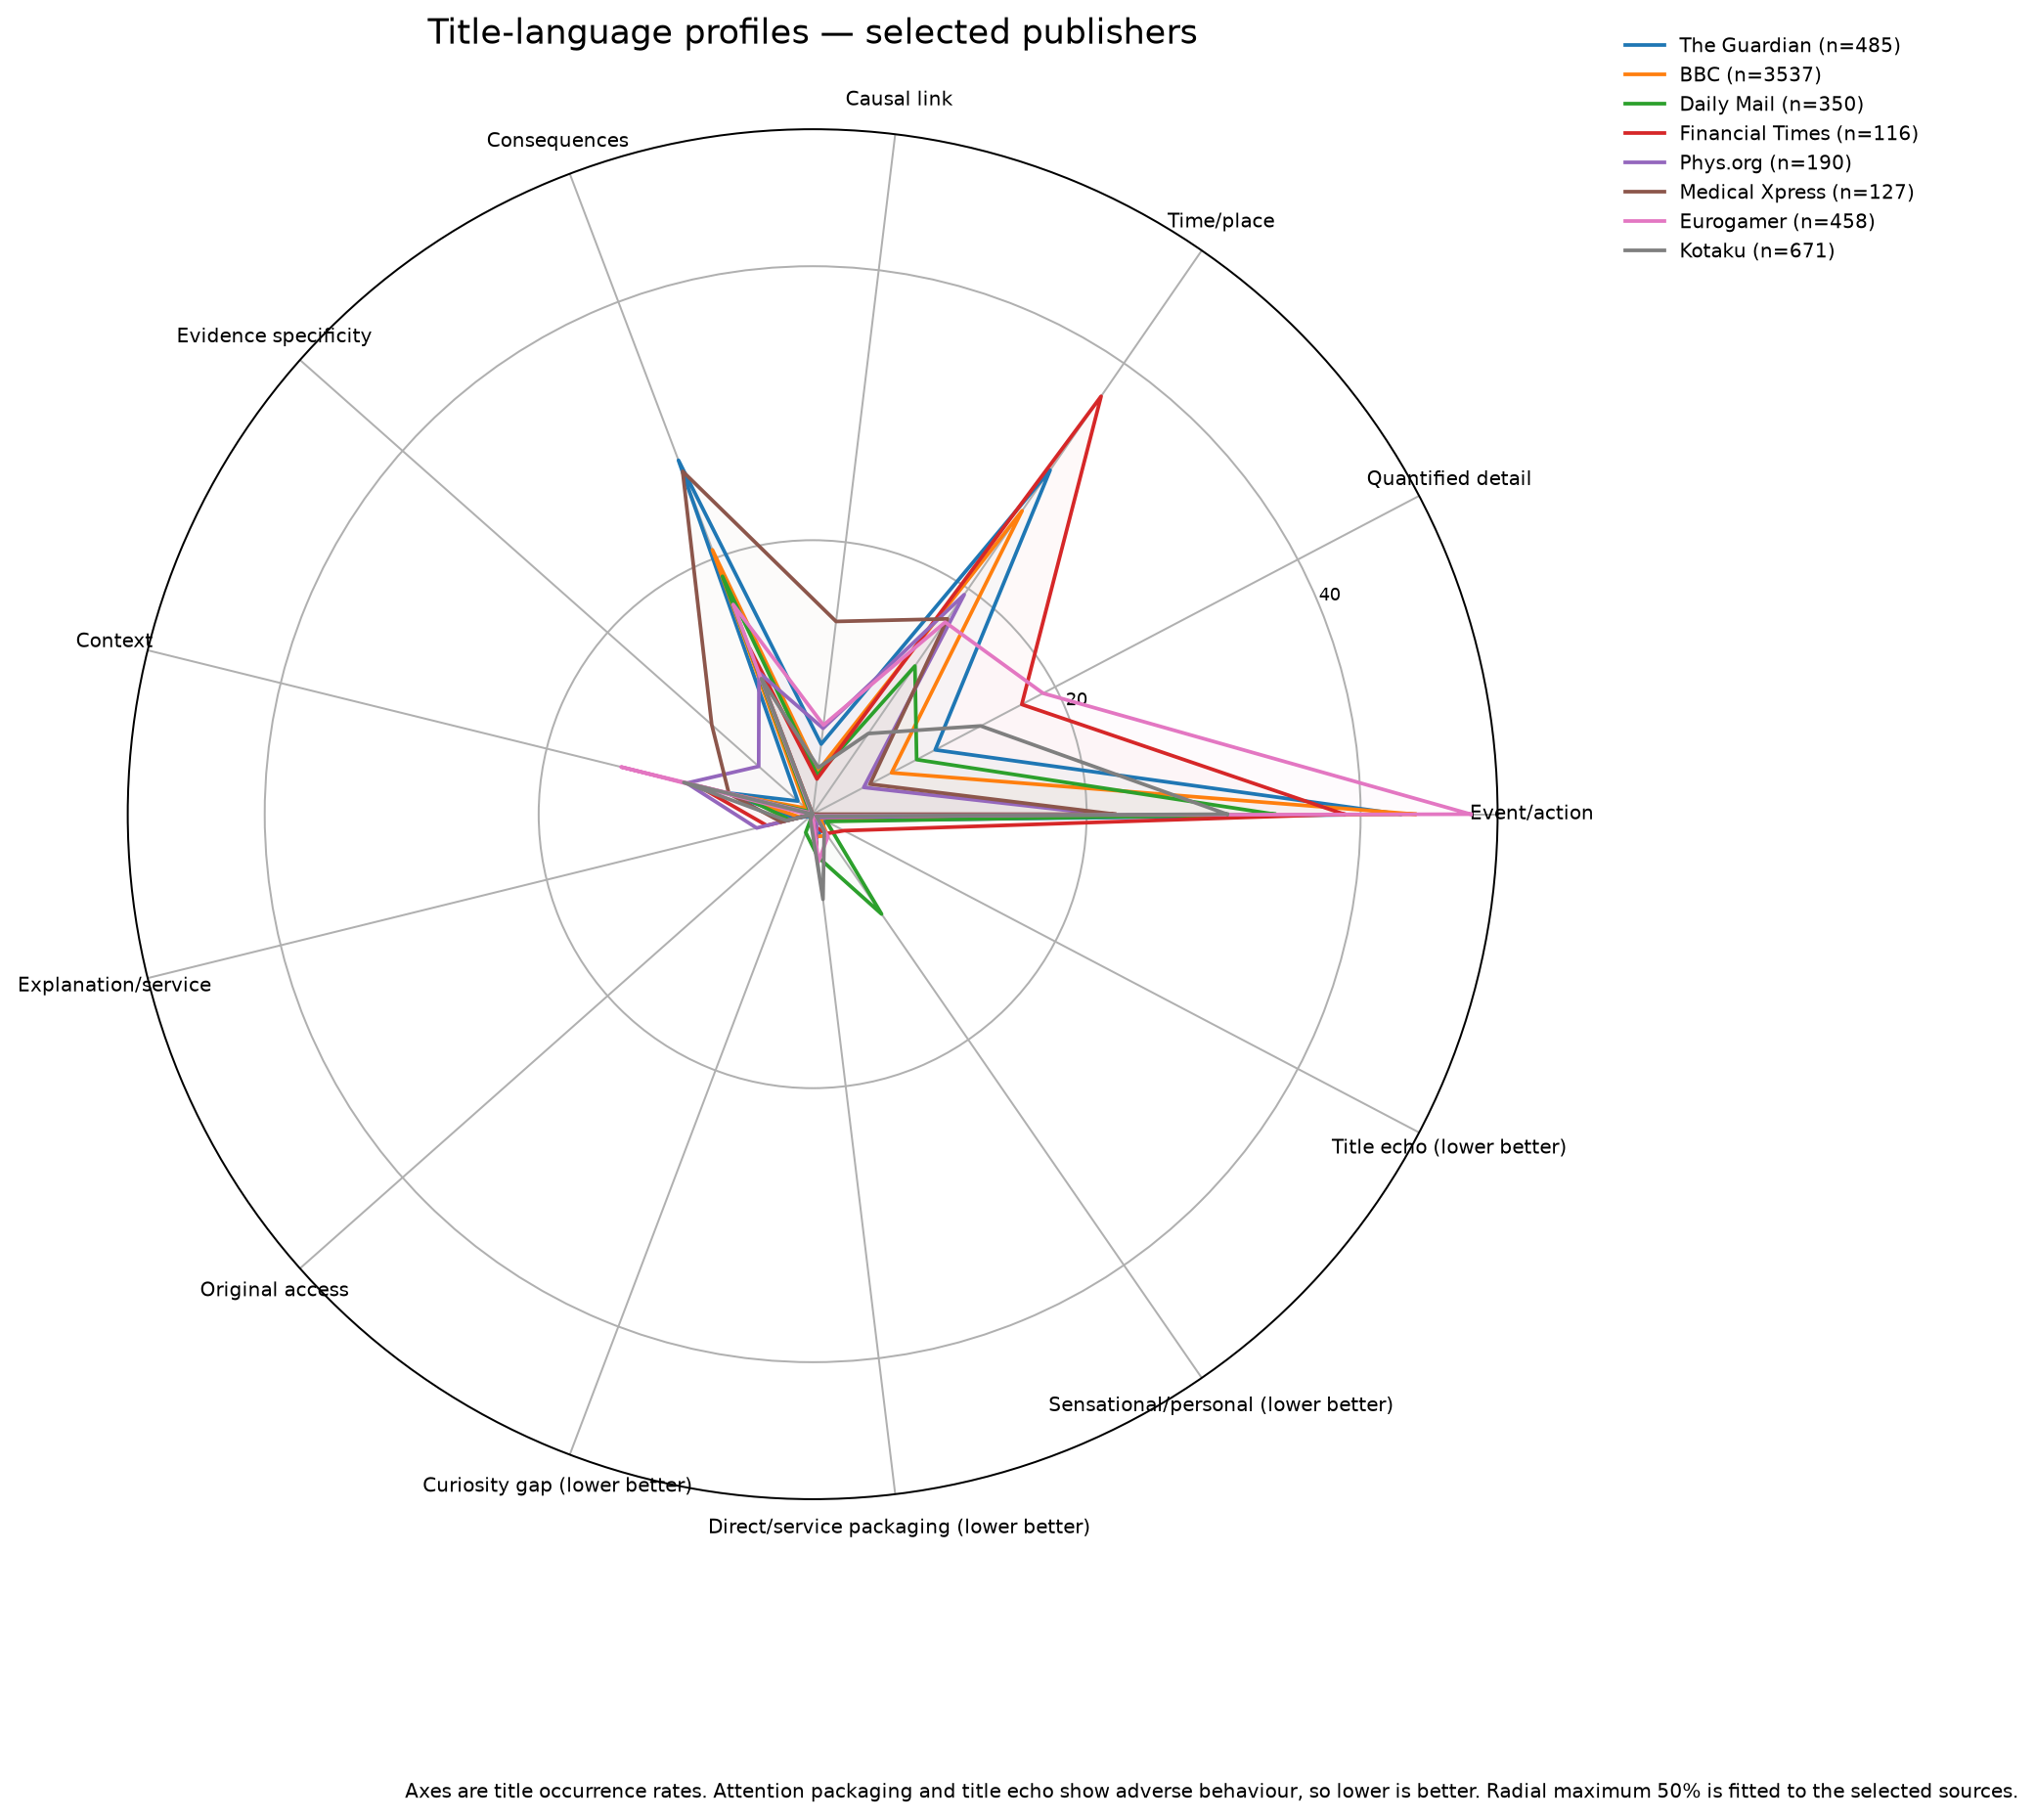 Title-language profiles — selected publishers
The Guardian (n=485)
BBC (n=3537)
Daily Mail (n=350)
Financial Times (n=116)
Phys.org (n=190)
Medical Xpress (n=127)
Eurogamer (n=458)
Kotaku (n=671)
Causal link
Consequences
Time/place
Evidence specificity
Quantified detail
40
Context
20
Event/action
Explanation/service
Title echo (lower better)
Original access
Sensational/personal (lower better)
Curiosity gap (lower better)
Direct/service packaging (lower better)
Axes are title occurrence rates. Attention packaging and title echo show adverse behaviour, so lower is better. Radial maximum 50% is fitted to the selected sources.